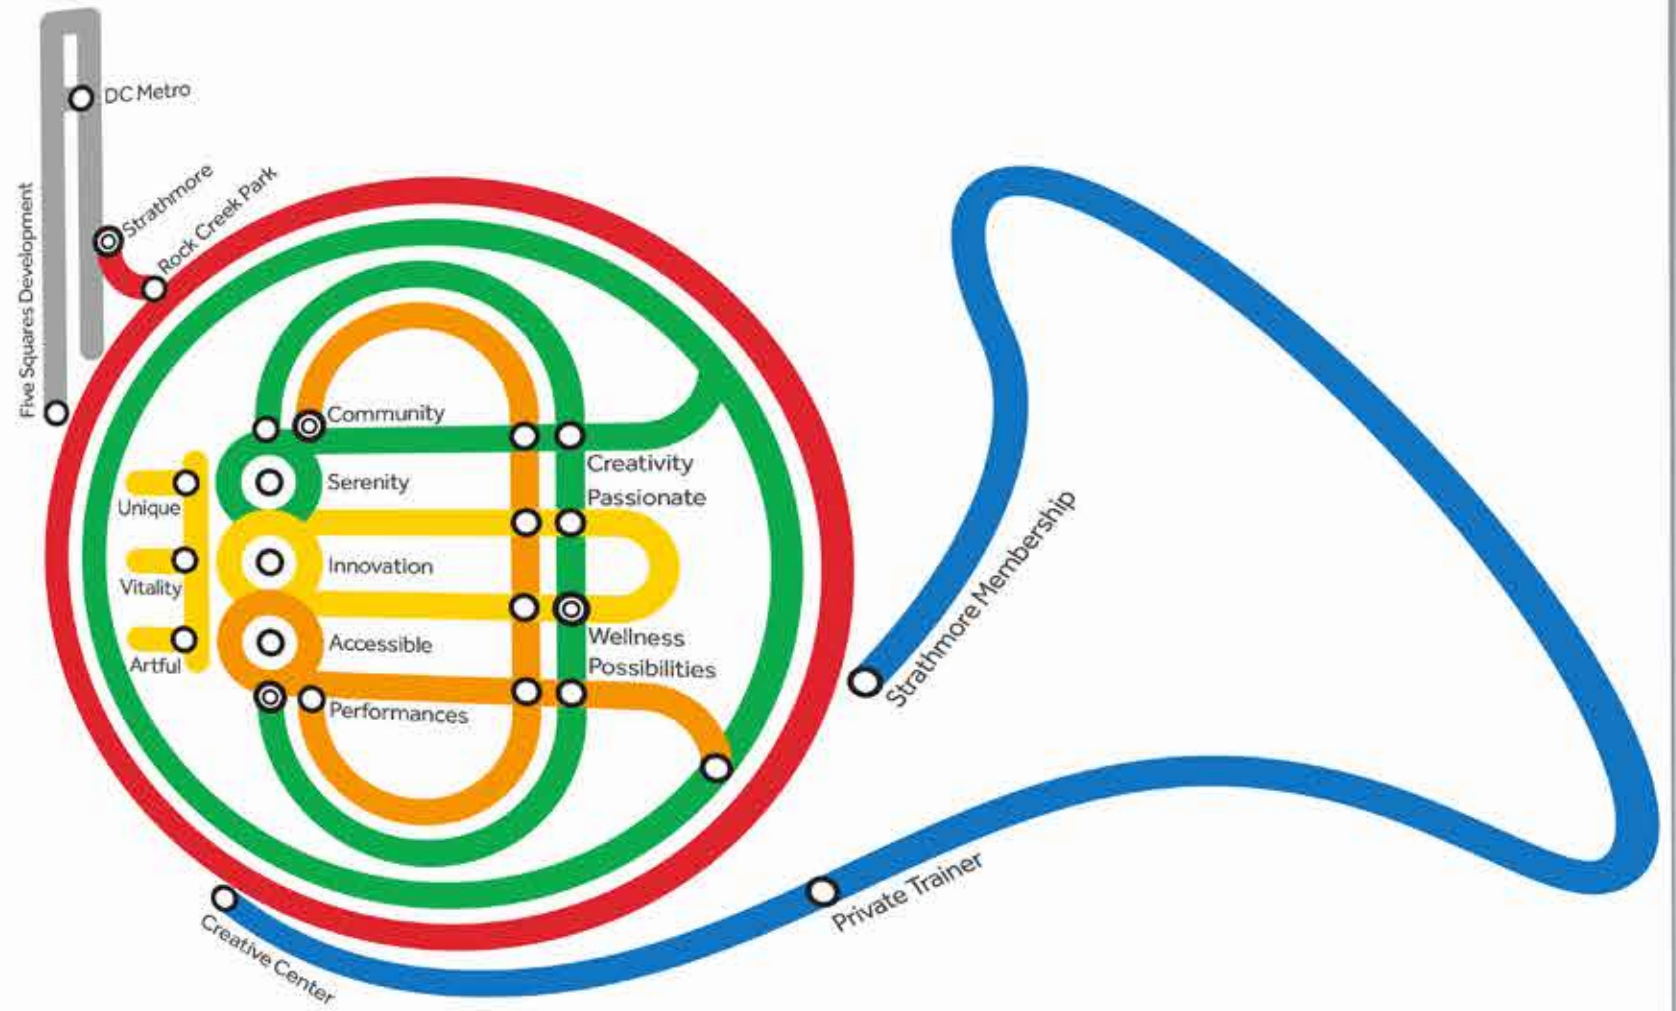 DC Metro
Strathmore
Rock Creek Park
Five Squares Development
Community
Serenity
Creativity
Passionate
Unique
Innovation
Vitality
Accessible
Wellness
Artful
Possibilities
Performances
Strathmore Membership
Private Trainer
Creative Center